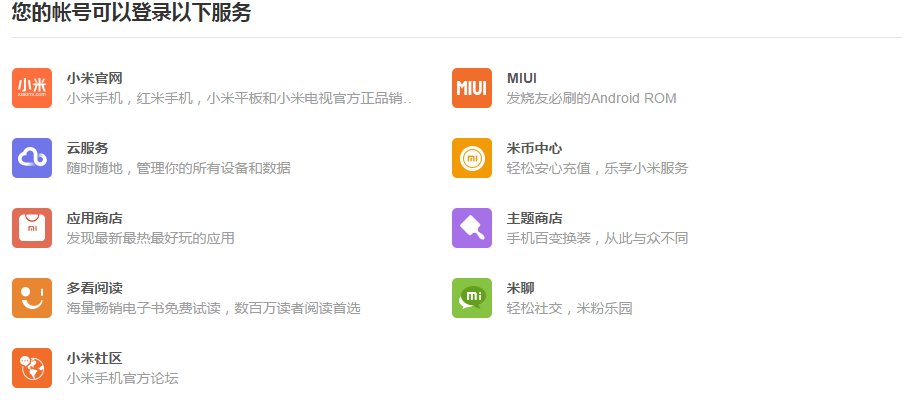 您的帐号可以登录以下服务
小米
xiaomi.com
小米官网
小米手机，红米手机，小米平板和小米电视官方正品销..
MIUI
MIUI
发烧友必刷的Android ROM
云服务
随时随地，管理你的所有设备和数据
mi
米币中心
轻松安心充值，乐享小米服务
mi
应用商店
发现最新最热最好玩的应用
主题商店
手机百变换装，从此与众不同
多看阅读
海量畅销电子书免费试读，数百万读者阅读首选
mi
米聊
轻松社交，米粉乐园
小米社区
小米手机官方论坛